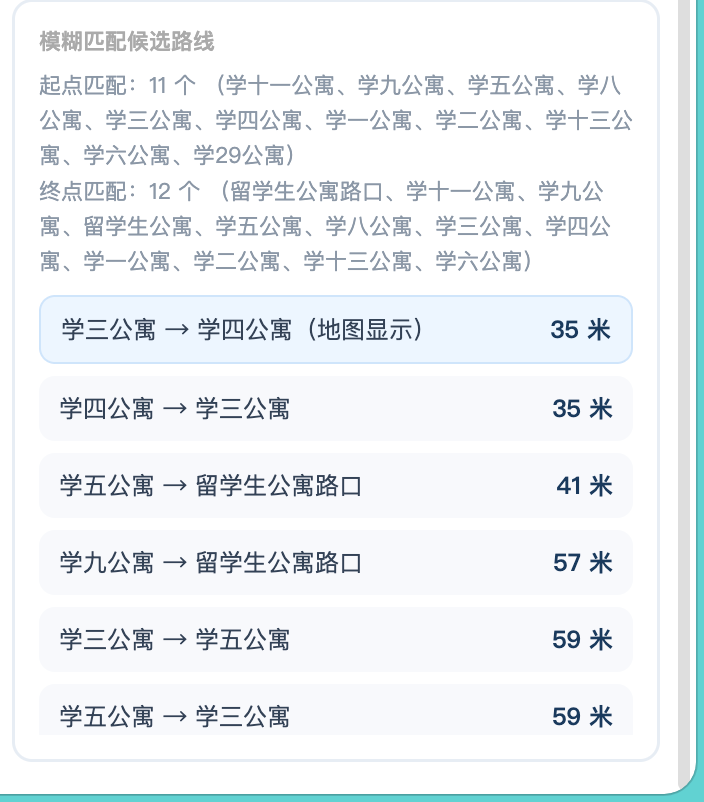 模糊匹配候选路线
起点匹配：11 个 （学十一公寓、学九公寓、学五公寓、学八
公寓、学三公寓、学四公寓、学一公寓、学二公寓、学十三公
寓、学六公寓、学29公寓）
终点匹配：12 个 （留学生公寓路口、学十一公寓、学九公
寓、留学生公寓、学五公寓、学八公寓、学三公寓、学四公
寓、学一公寓、学二公寓、学十三公寓、学六公寓）
学三公寓 → 学四公寓（地图显示） 35 米
学四公寓 → 学三公寓 35 米
学五公寓 → 留学生公寓路口 41 米
学九公寓 → 留学生公寓路口 57 米
学三公寓 → 学五公寓 59 米
学五公寓 → 学三公寓 59 米